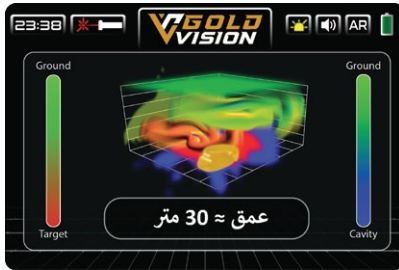 23:38
GOLD
VISION
AR
Ground
Ground
عمق ≈ 30 متر
Target
Cavity